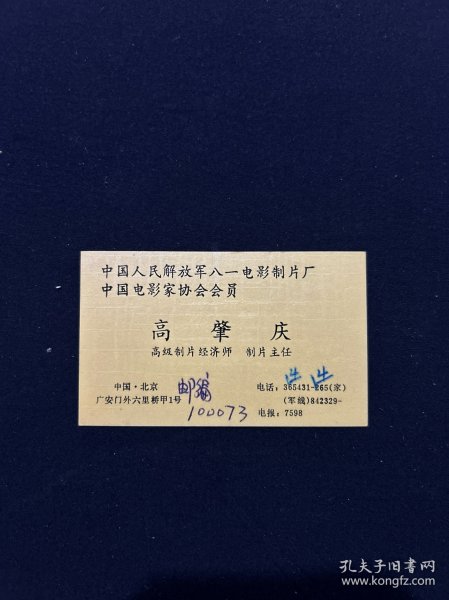 中国人民解放军八一电影制片厂
中国电影家协会会员
高肇庆
高级制片经济师 制片主任
中国·北京
广安门外六里桥甲1号
邮编
100073
电话：365431-265(家)
(军线)842329-
电报：7598
孔夫子旧书网
www.kongfz.com